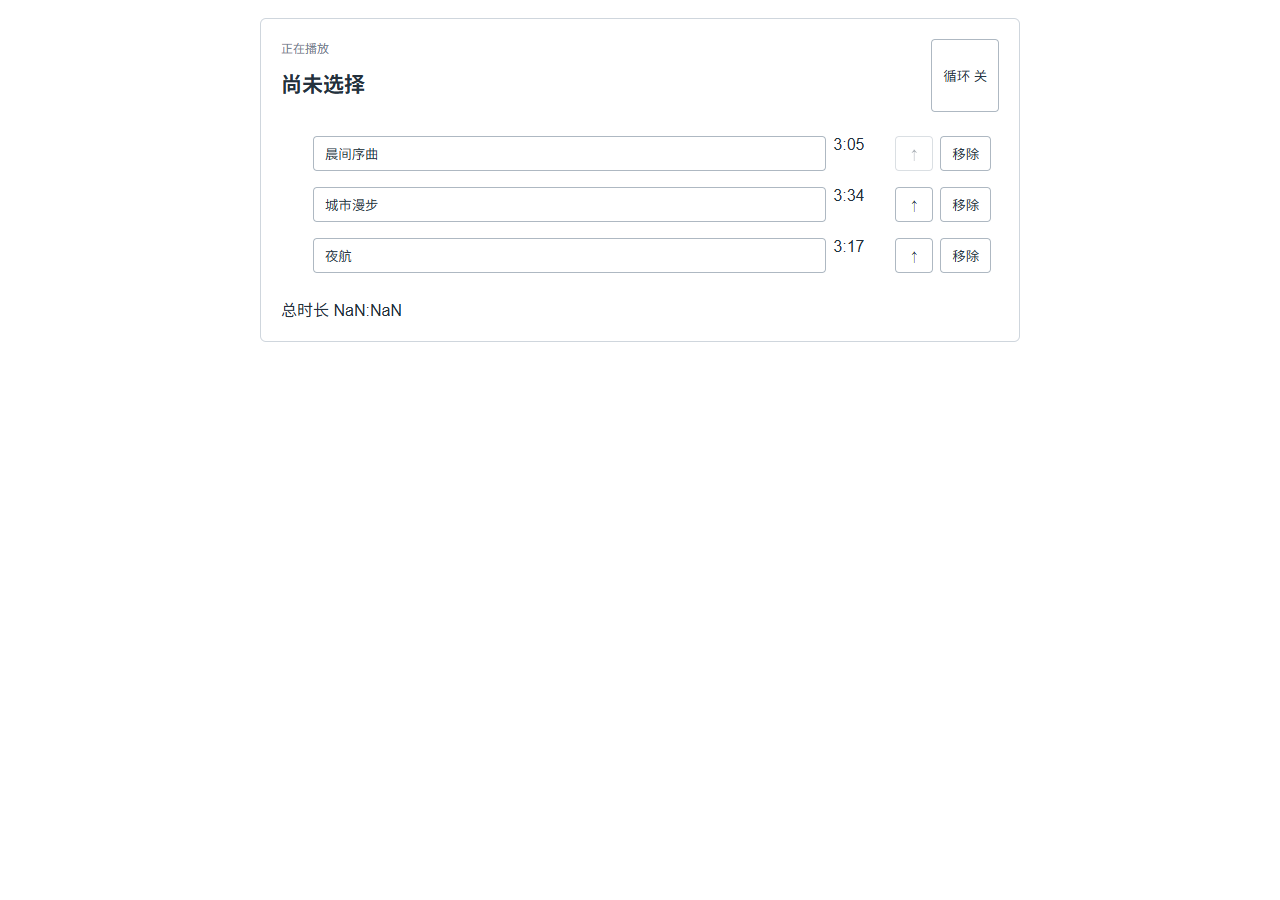 正在播放
尚未选择
循环 关
晨间序曲 3:05 ↑ 移除
城市漫步 3:34 ↑ 移除
夜航 3:17 ↑ 移除
总时长 NaN:NaN